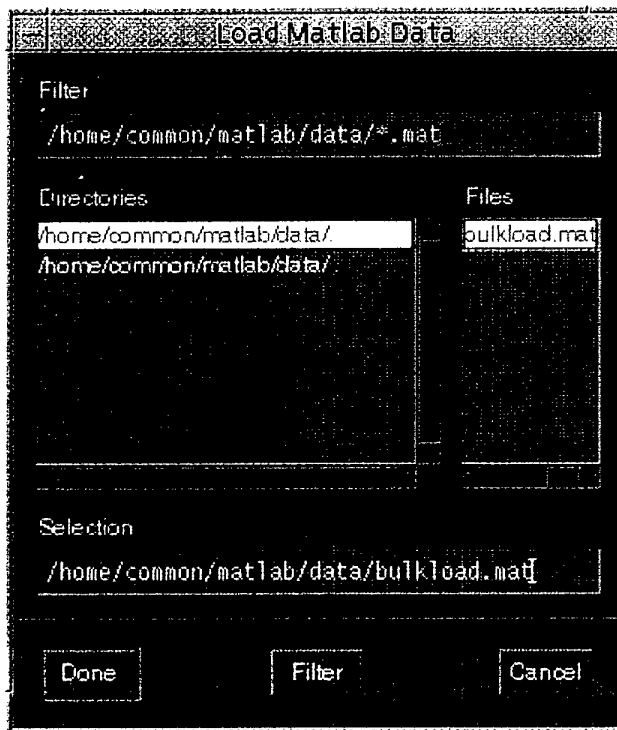 Load Matlab Data
Filter
/home/common/matlab/data/*.mat
Directories Files
/home/common/matlab/data/. bulkload.mat
/home/common/matlab/data/..
Selection
/home/common/matlab/data/bulkload.mat
Done Filter Cancel